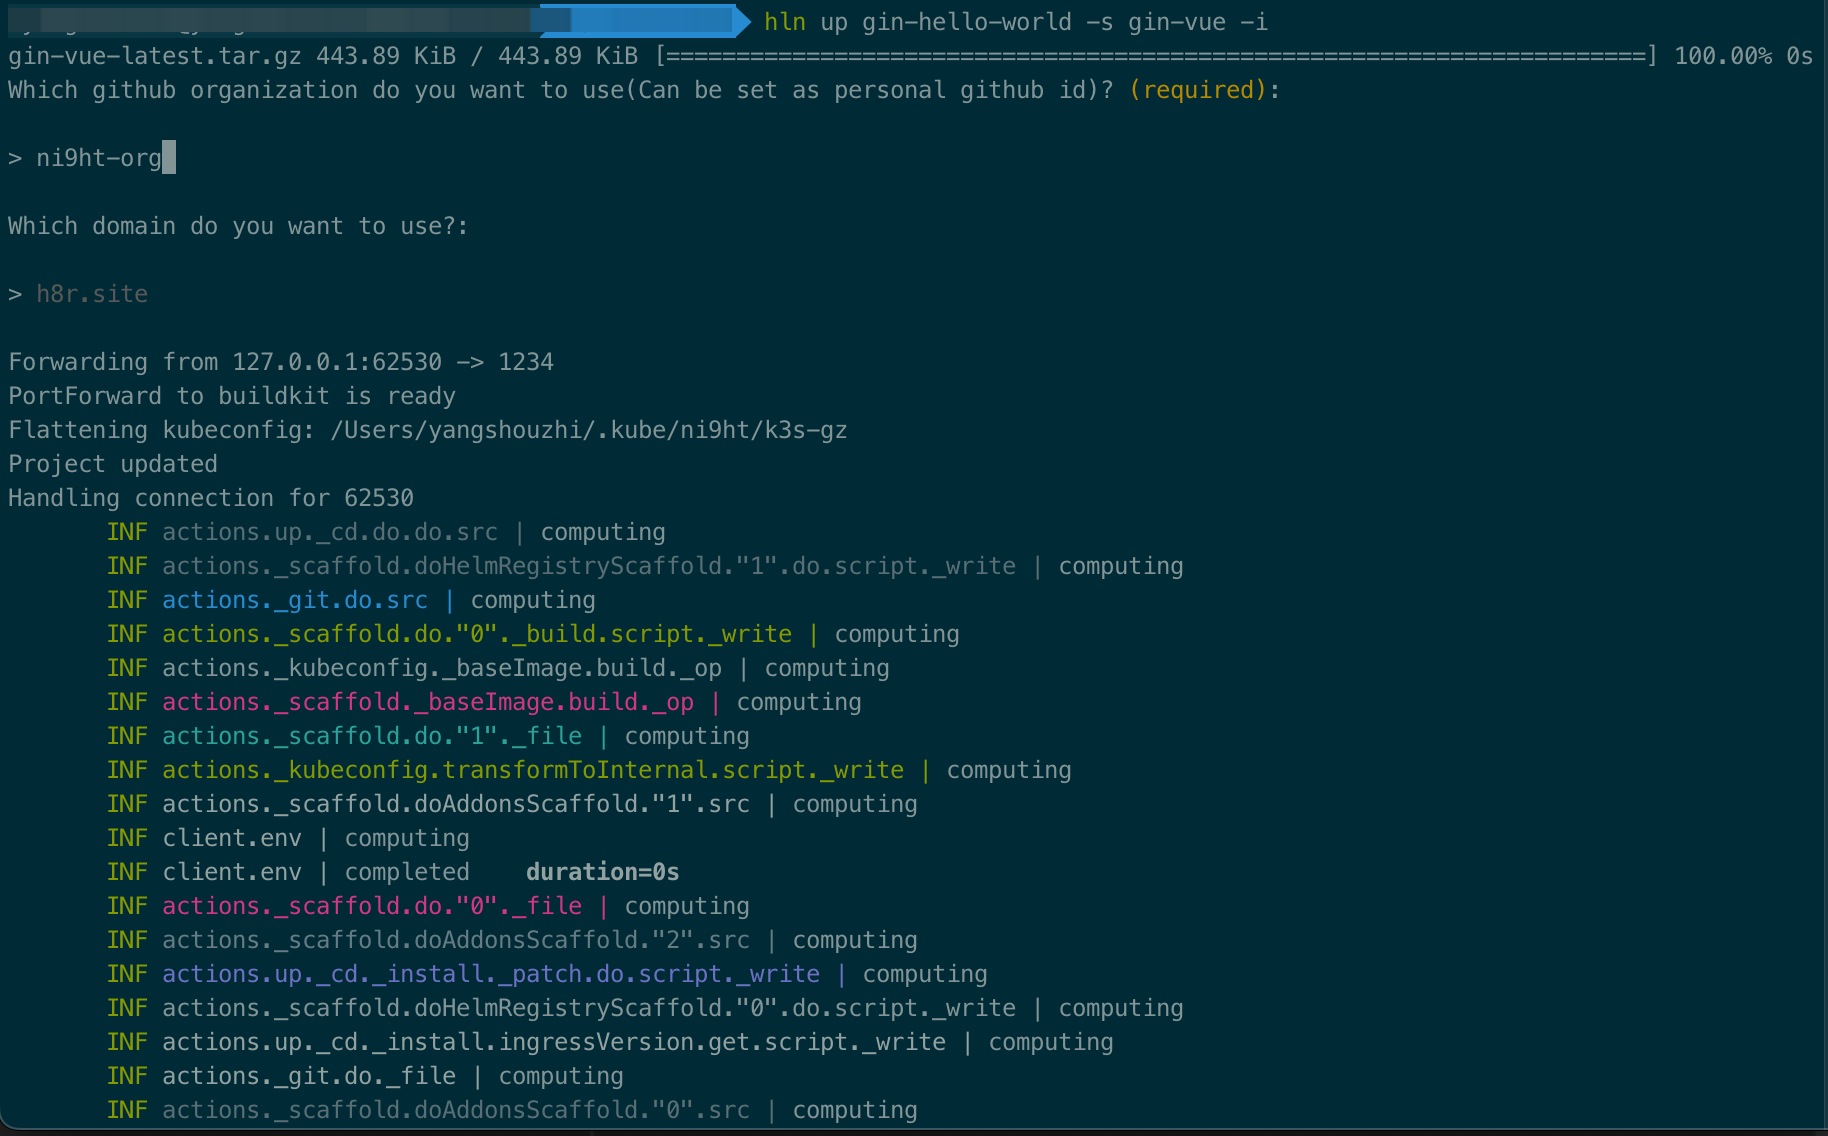 hln up gin-hello-world -s gin-vue -i
gin-vue-latest.tar.gz 443.89 KiB / 443.89 KiB [======================================================================] 100.00% 0s
Which github organization do you want to use(Can be set as personal github id)? (required):
> ni9ht-org
Which domain do you want to use?:
> h8r.site
Forwarding from 127.0.0.1:62530 -> 1234
PortForward to buildkit is ready
Flattening kubeconfig: /Users/yangshouzhi/.kube/ni9ht/k3s-gz
Project updated
Handling connection for 62530
INF actions.up._cd.do.do.src | computing
INF actions._scaffold.doHelmRegistryScaffold."1".do.script._write | computing
INF actions._git.do.src | computing
INF actions._scaffold.do."0"._build.script._write | computing
INF actions._kubeconfig._baseImage.build._op | computing
INF actions._scaffold._baseImage.build._op | computing
INF actions._scaffold.do."1"._file | computing
INF actions._kubeconfig.transformToInternal.script._write | computing
INF actions._scaffold.doAddonsScaffold."1".src | computing
INF client.env | computing
INF client.env | completed    duration=0s
INF actions._scaffold.do."0"._file | computing
INF actions._scaffold.doAddonsScaffold."2".src | computing
INF actions.up._cd._install._patch.do.script._write | computing
INF actions._scaffold.doHelmRegistryScaffold."0".do.script._write | computing
INF actions.up._cd._install.ingressVersion.get.script._write | computing
INF actions._git.do._file | computing
INF actions._scaffold.doAddonsScaffold."0".src | computing